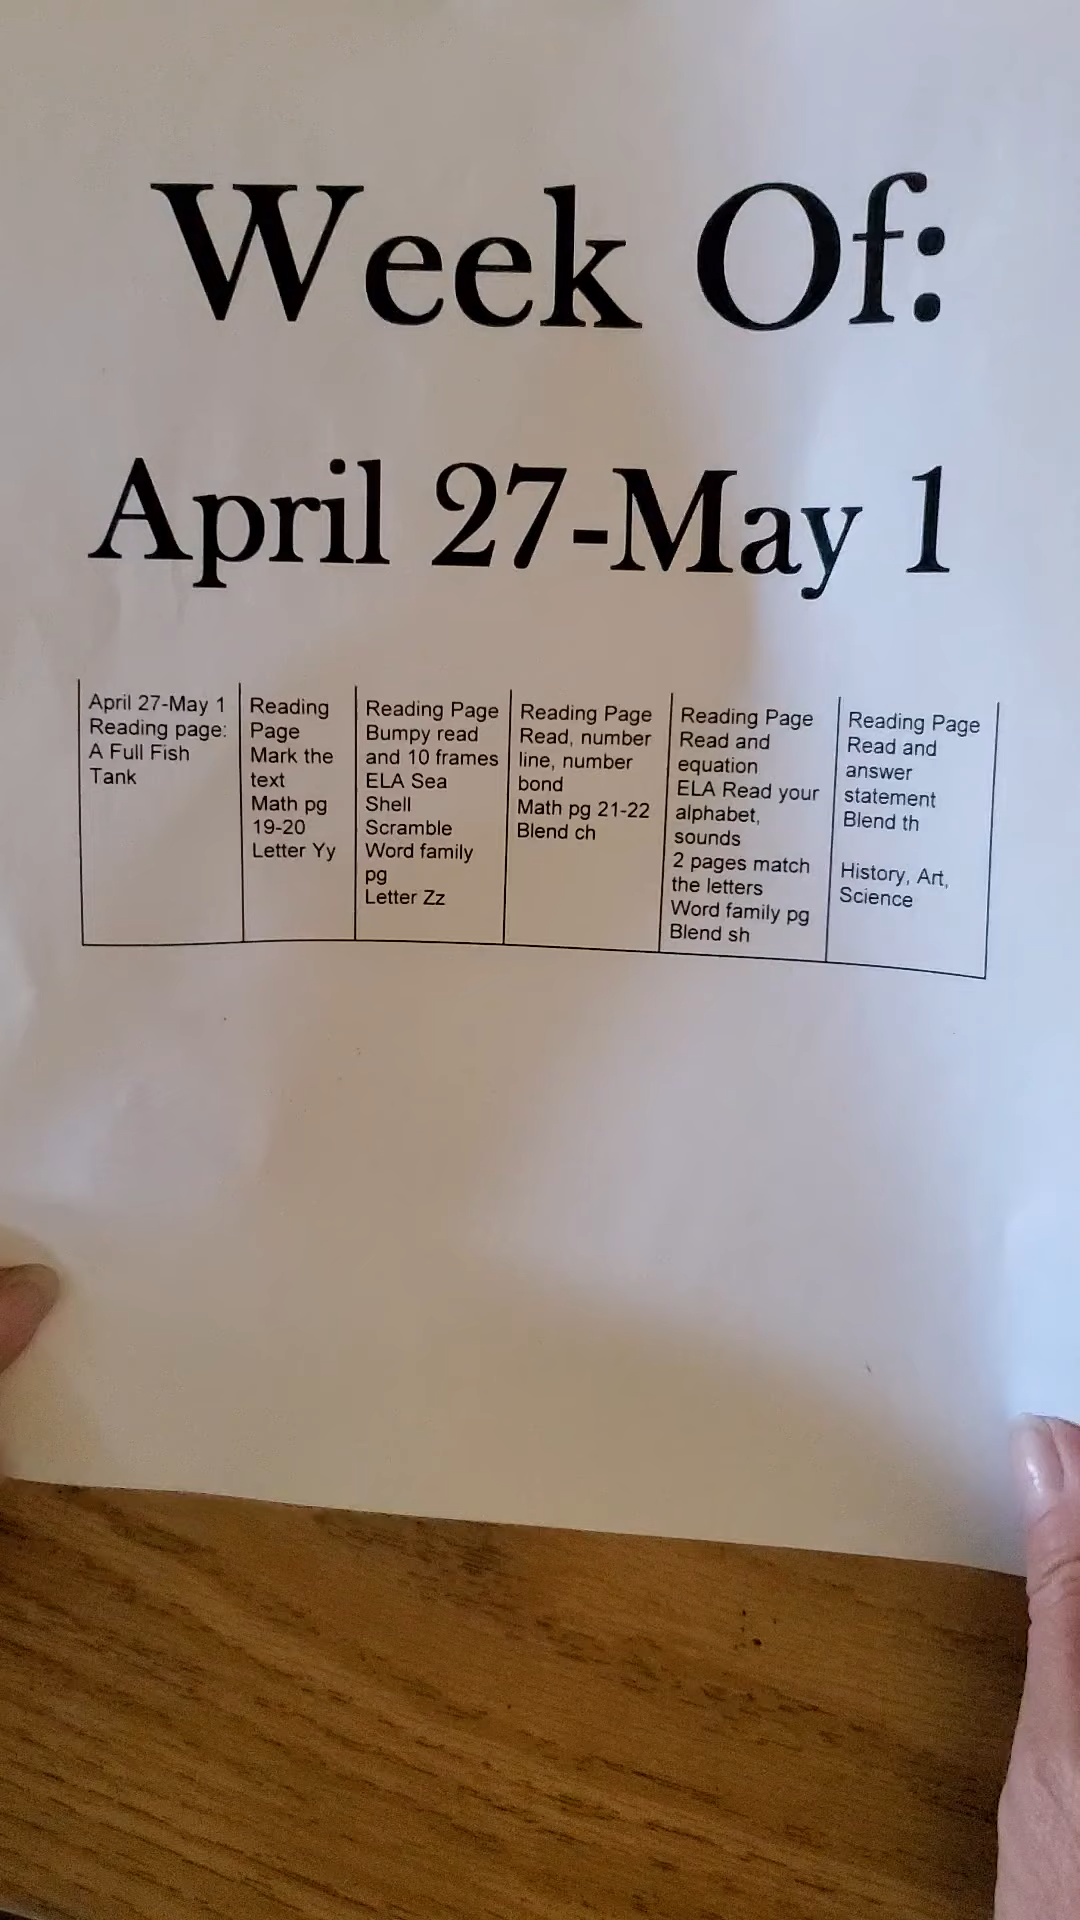 Week Of:
April 27-May 1
April 27-May 1
Reading page:
A Full Fish
Tank
Reading
Page
Mark the
text
Math pg
19-20
Letter Yy
Reading Page
Bumpy read
and 10 frames
ELA Sea
Shell
Scramble
Word family
pg
Letter Zz
Reading Page
Read, number
line, number
bond
Math pg 21-22
Blend ch
Reading Page
Read and
equation
ELA Read your
alphabet,
sounds
2 pages match
the letters
Word family pg
Blend sh
Reading Page
Read and
answer
statement
Blend th
History, Art,
Science